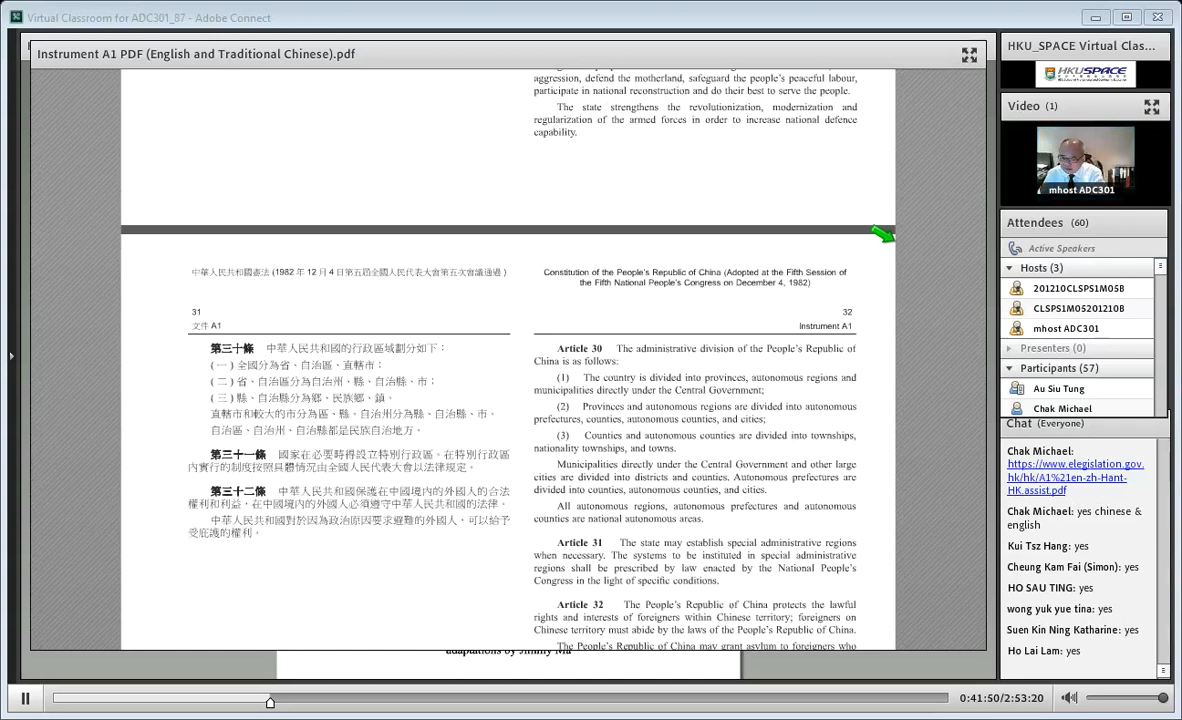 Virtual Classroom for ADC301_87 - Adobe Connect
Instrument A1 PDF (English and Traditional Chinese).pdf
aggression, defend the motherland, safeguard the people's peaceful labour,
participate in national reconstruction and do their best to serve the people.
The state strengthens the revolutionization, modernization and
regularization of the armed forces in order to increase national defence
capability.
中華人民共和國憲法 (1982 年 12 月 4 日第五屆全國人民代表大會第五次會議通過 )
31
文件 A1
第三十條 中華人民共和國的行政區域劃分如下：
( 一 ) 全國分為省、自治區、直轄市；
( 二 ) 省、自治區分為自治州、縣、自治縣、市；
( 三 ) 縣、自治縣分為鄉、民族鄉、鎮。
直轄市和較大的市分為區、縣。自治州分為縣、自治縣、市。
自治區、自治州、自治縣都是民族自治地方。
第三十一條 國家在必要時得設立特別行政區。在特別行政區
內實行的制度按照具體情況由全國人民代表大會以法律規定。
第三十二條 中華人民共和國保護在中國境內的外國人的合法
權利和利益，在中國境內的外國人必須遵守中華人民共和國的法律。
中華人民共和國對於因為政治原因要求避難的外國人，可以給予
受庇護的權利。
Constitution of the People's Republic of China (Adopted at the Fifth Session of
the Fifth National People's Congress on December 4, 1982)
32
Instrument A1
Article 30 The administrative division of the People's Republic of
China is as follows:
(1) The country is divided into provinces, autonomous regions and
municipalities directly under the Central Government;
(2) Provinces and autonomous regions are divided into autonomous
prefectures, counties, autonomous counties, and cities;
(3) Counties and autonomous counties are divided into townships,
nationality townships, and towns.
Municipalities directly under the Central Government and other large
cities are divided into districts and counties. Autonomous prefectures are
divided into counties, autonomous counties, and cities.
All autonomous regions, autonomous prefectures and autonomous
counties are national autonomous areas.
Article 31 The state may establish special administrative regions
when necessary. The systems to be instituted in special administrative
regions shall be prescribed by law enacted by the National People's
Congress in the light of specific conditions.
Article 32 The People's Republic of China protects the lawful
rights and interests of foreigners within Chinese territory; foreigners on
Chinese territory must abide by the laws of the People's Republic of China.
The People's Republic of China may grant asylum to foreigners who
adaptations by Jimmy Ma
HKU_SPACE Virtual Clas...
HKUSPACE
Video (1)
mhost ADC301
Attendees (60)
Active Speakers
Hosts (3)
201210CLSPS1M05B
CLSPS1M05201210B
mhost ADC301
Presenters (0)
Participants (57)
Au Siu Tung
Chak Michael
Chat (Everyone)
Chak Michael:
https://www.elegislation.gov.
hk/hk/A1%21en-zh-Hant-
HK.assist.pdf
Chak Michael: yes chinese &
english
Kui Tsz Hang: yes
Cheung Kam Fai (Simon): yes
HO SAU TING: yes
wong yuk yue tina: yes
Suen Kin Ning Katharine: yes
Ho Lai Lam: yes
0:41:50/2:53:20